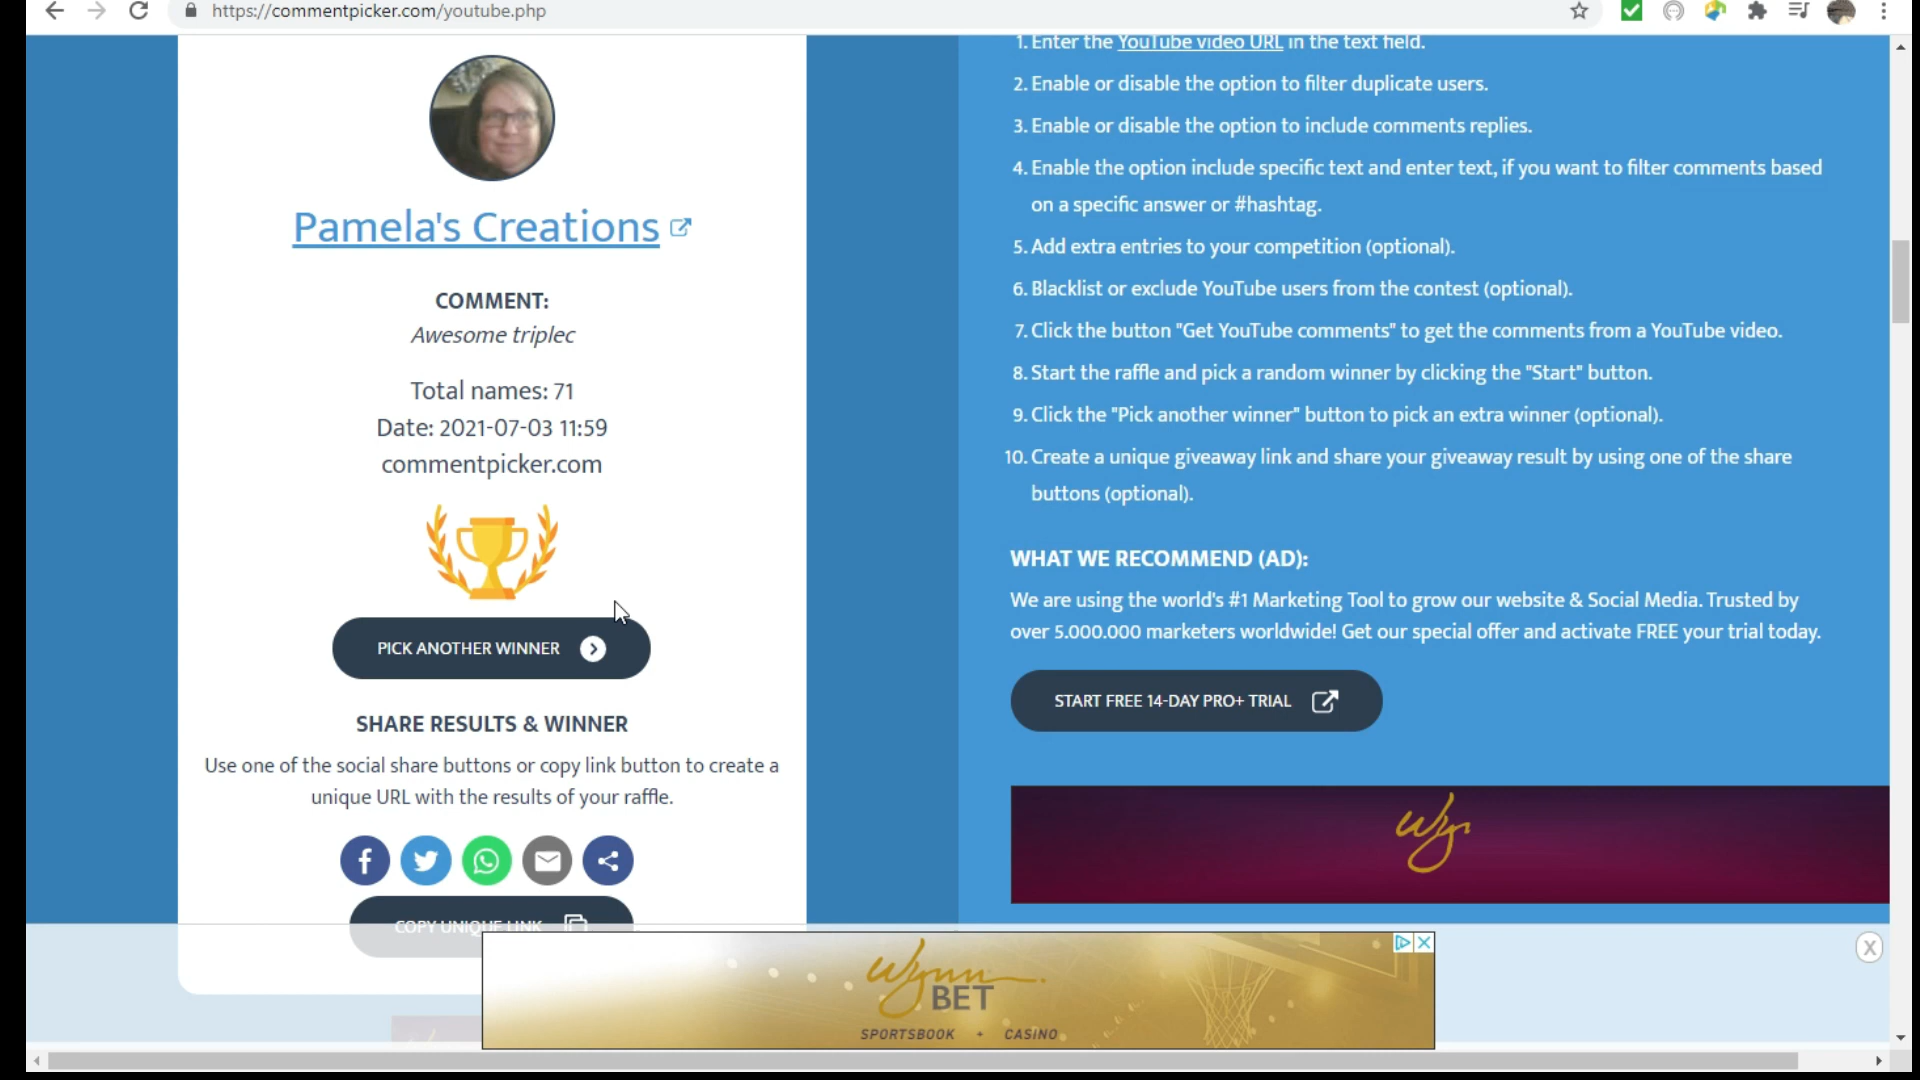 https://commentpicker.com/youtube.php
Pamela's Creations
COMMENT:
Awesome triplec
Total names: 71
Date: 2021-07-03 11:59
commentpicker.com
PICK ANOTHER WINNER
SHARE RESULTS & WINNER
Use one of the social share buttons or copy link button to create a
unique URL with the results of your raffle.
COPY UNIQUE LINK
1. Enter the YouTube video URL in the text field.
2. Enable or disable the option to filter duplicate users.
3. Enable or disable the option to include comments replies.
4. Enable the option include specific text and enter text, if you want to filter comments based
on a specific answer or #hashtag.
5. Add extra entries to your competition (optional).
6. Blacklist or exclude YouTube users from the contest (optional).
7. Click the button "Get YouTube comments" to get the comments from a YouTube video.
8. Start the raffle and pick a random winner by clicking the "Start" button.
9. Click the "Pick another winner" button to pick an extra winner (optional).
10. Create a unique giveaway link and share your giveaway result by using one of the share
buttons (optional).
WHAT WE RECOMMEND (AD):
We are using the world's #1 Marketing Tool to grow our website & Social Media. Trusted by
over 5.000.000 marketers worldwide! Get our special offer and activate FREE your trial today.
START FREE 14-DAY PRO+ TRIAL
Wynn
BET
SPORTSBOOK + CASINO